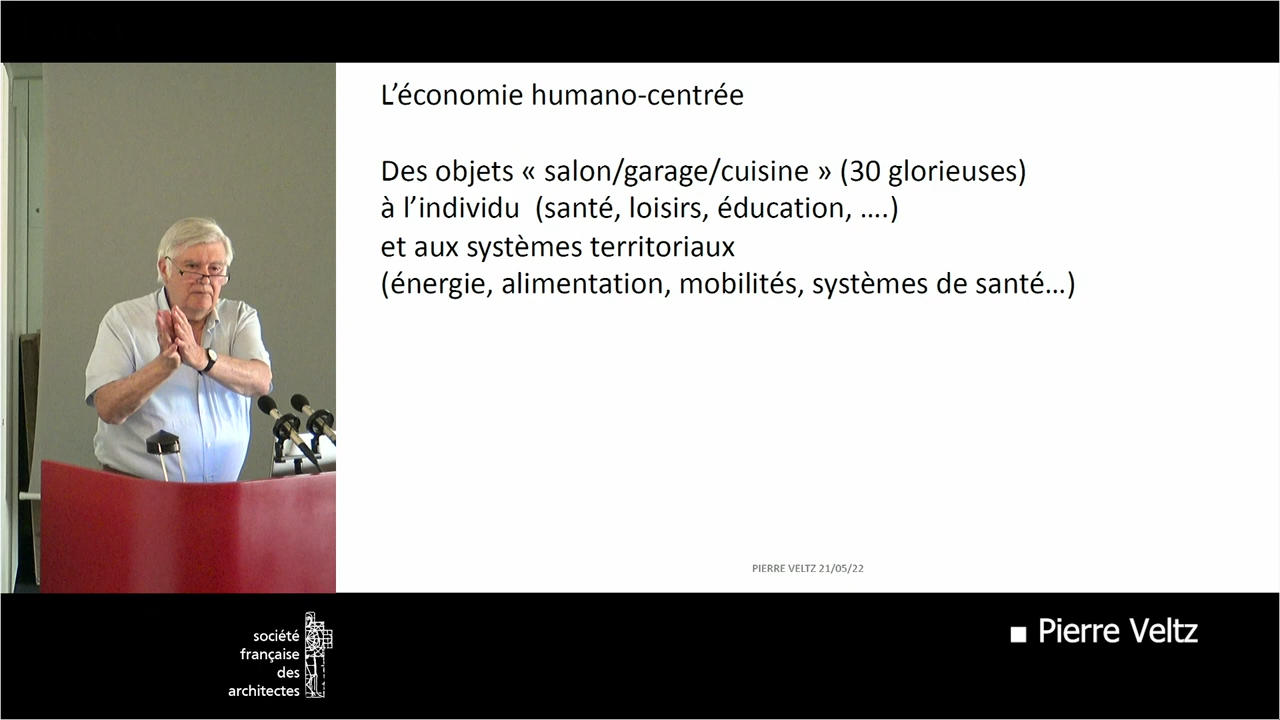 L’économie humano-centrée
Des objets « salon/garage/cuisine » (30 glorieuses)
à l’individu (santé, loisirs, éducation, ….)
et aux systèmes territoriaux
(énergie, alimentation, mobilités, systèmes de santé…)
PIERRE VELTZ 21/05/22
société
française
des
architectes
Pierre Veltz